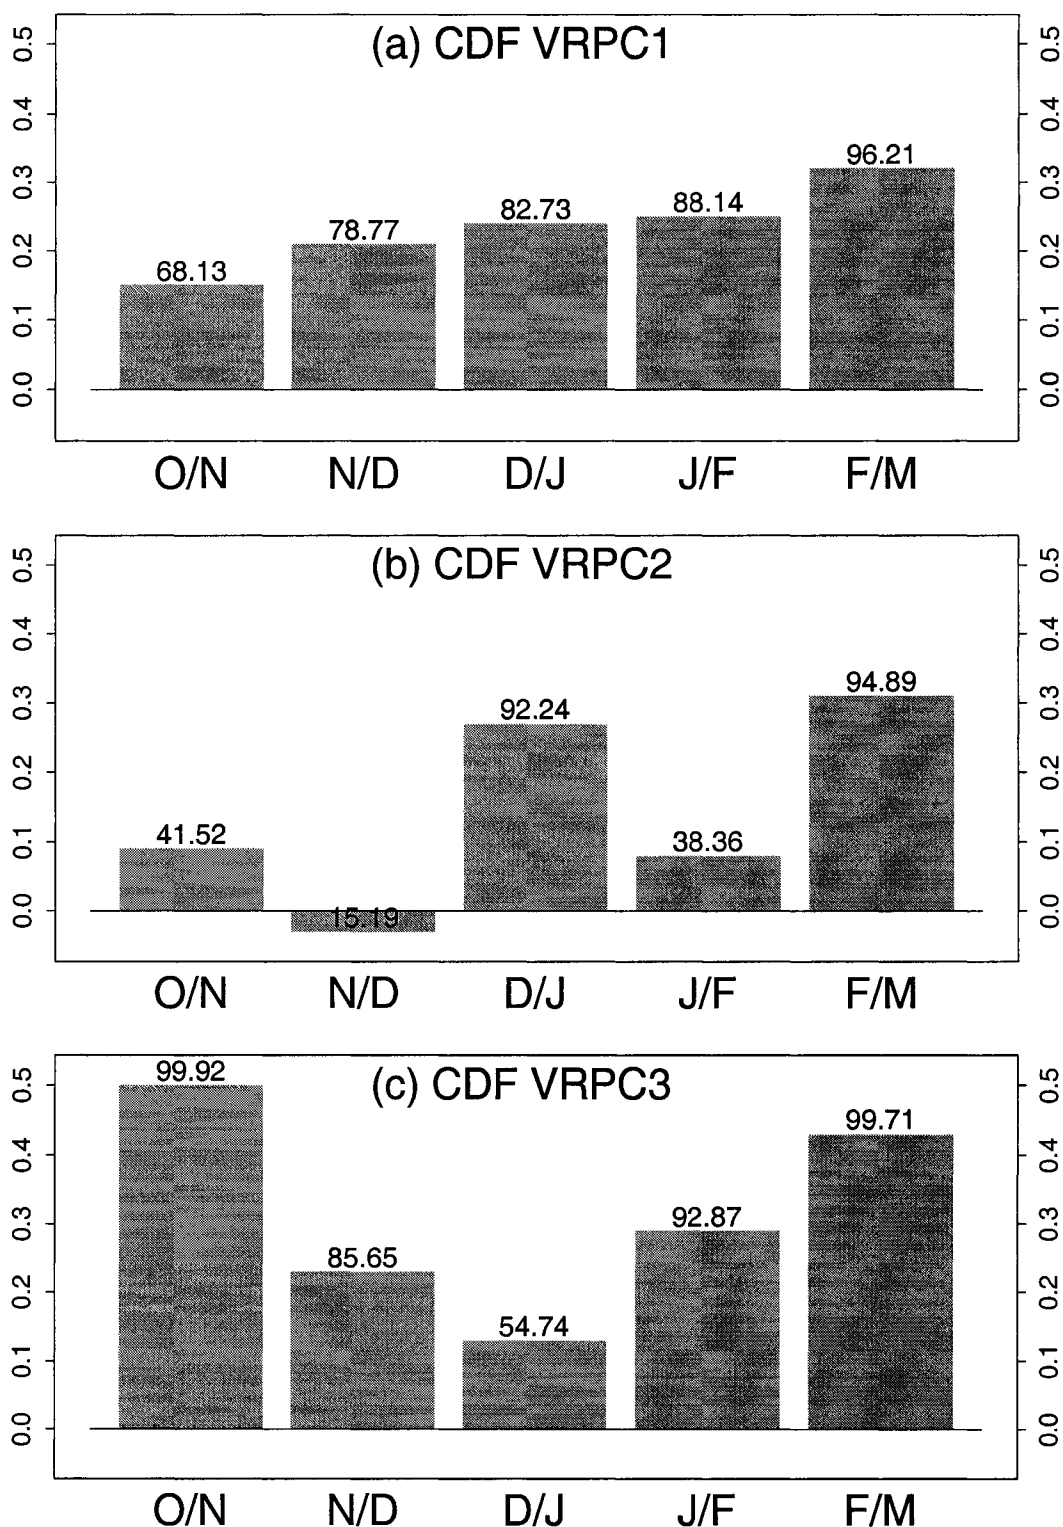 (a) CDF VRPC1
0.5 0.5
0.4 0.4
0.3 0.3
0.2 0.2
0.1 0.1
0.0 0.0
68.13 78.77 82.73 88.14 96.21
O/N N/D D/J J/F F/M
(b) CDF VRPC2
0.5 0.5
0.4 0.4
0.3 0.3
0.2 0.2
0.1 0.1
0.0 0.0
41.52 15.19 92.24 38.36 94.89
O/N N/D D/J J/F F/M
(c) CDF VRPC3
0.5 0.5
0.4 0.4
0.3 0.3
0.2 0.2
0.1 0.1
0.0 0.0
99.92 85.65 54.74 92.87 99.71
O/N N/D D/J J/F F/M